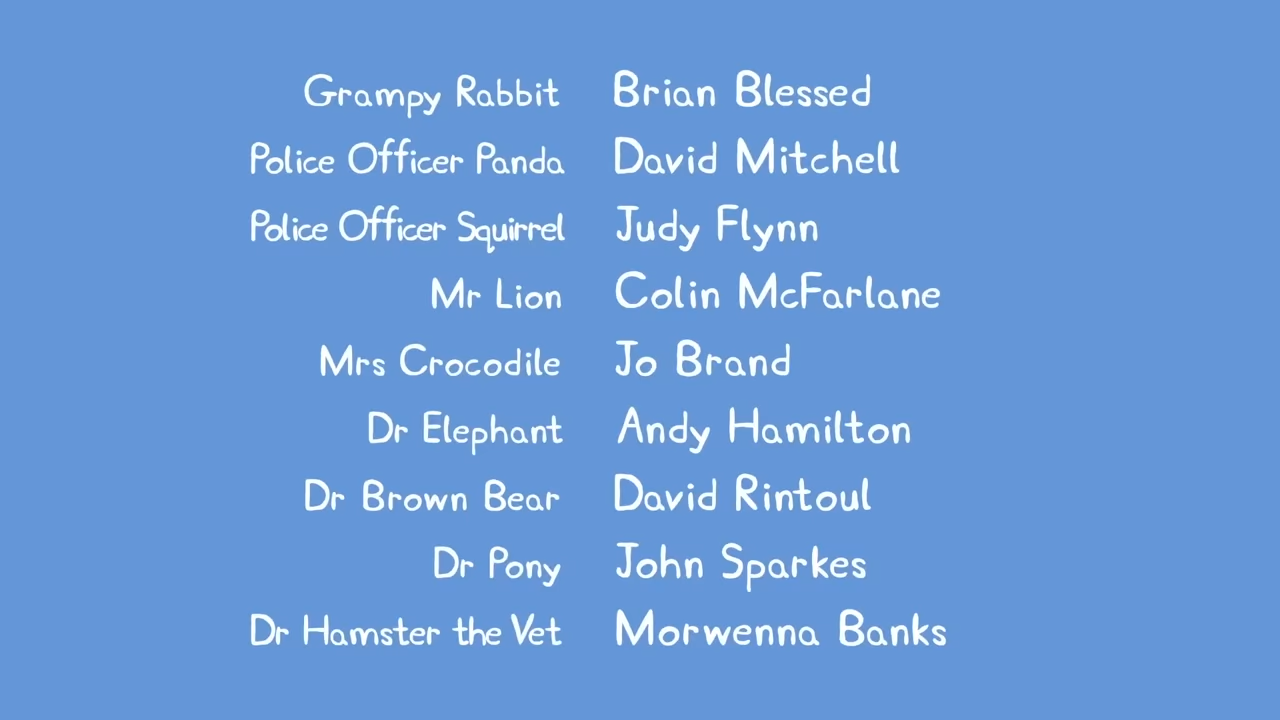 Grampy Rabbit Brian Blessed
Police Officer Panda David Mitchell
Police Officer Squirrel Judy Flynn
Mr Lion Colin McFarlane
Mrs Crocodile Jo Brand
Dr Elephant Andy Hamilton
Dr Brown Bear David Rintoul
Dr Pony John Sparkes
Dr Hamster the Vet Morwenna Banks